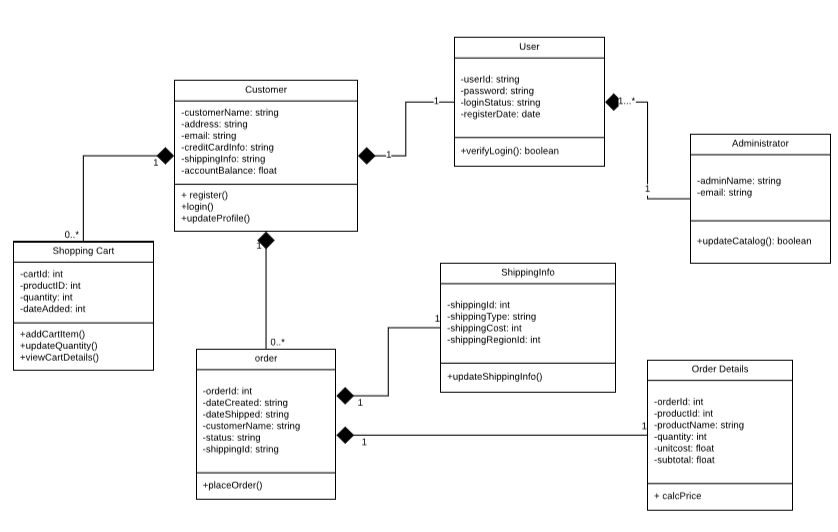 User
-userId: string
-password: string
-loginStatus: string
-registerDate: date
+verifyLogin(): boolean
Customer
-customerName: string
-address: string
-email: string
-creditCardInfo: string
-shippingInfo: string
-accountBalance: float
+ register()
+login()
+updateProfile()
1
1
1...*
1
Administrator
-adminName: string
-email: string
+updateCatalog(): boolean
1
0..*
Shopping Cart
-cartId: int
-productID: int
-quantity: int
-dateAdded: int
+addCartItem()
+updateQuantity()
+viewCartDetails()
1
0..*
order
-orderId: int
-dateCreated: string
-dateShipped: string
-customerName: string
-status: string
-shippingId: string
+placeOrder()
1
1
ShippingInfo
-shippingId: int
-shippingType: string
-shippingCost: int
-shippingRegionId: int
+updateShippingInfo()
1
1
Order Details
-orderId: int
-productId: int
-productName: string
-quantity: int
-unitcost: float
-subtotal: float
+ calcPrice